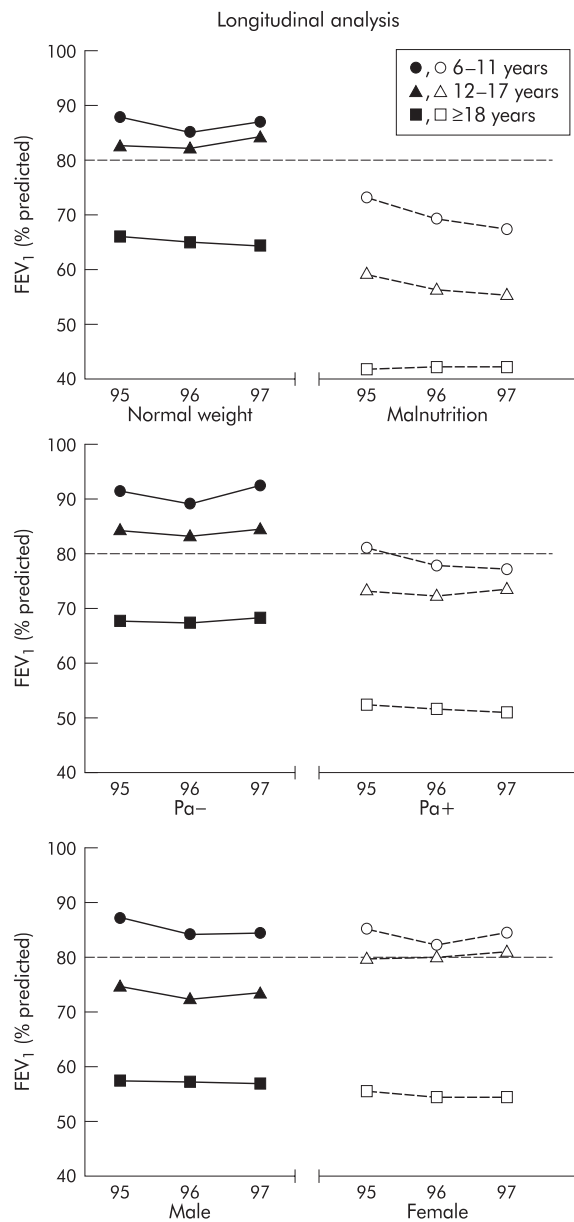 Longitudinal analysis
●, ○ 6–11 years
▲, △ 12–17 years
■, □ ≥18 years
FEV1 (% predicted)
100
90
80
70
60
50
40
95 96 97 95 96 97
Normal weight Malnutrition
FEV1 (% predicted)
100
90
80
70
60
50
40
95 96 97 95 96 97
Pa– Pa+
FEV1 (% predicted)
100
90
80
70
60
50
40
95 96 97 95 96 97
Male Female